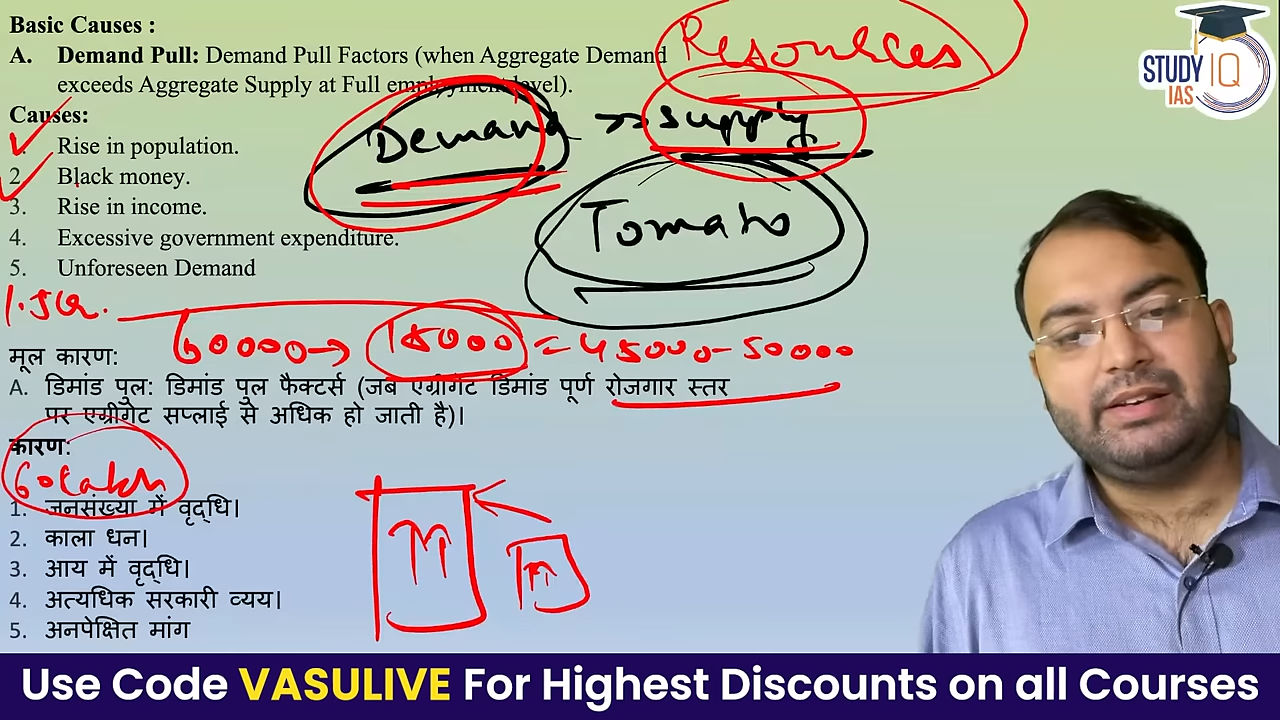 Basic Causes :
A. Demand Pull: Demand Pull Factors (when Aggregate Demand
exceeds Aggregate Supply at Full employment level).
Causes:
1. Rise in population.
2. Black money.
3. Rise in income.
4. Excessive government expenditure.
5. Unforeseen Demand
Resources
Demand >> Supply
Tomato
60000 → 15000 = 45000-50000
मूल कारण:
A. डिमांड पुल: डिमांड पुल फैक्टर्स (जब एग्रीगेट डिमांड पूर्ण रोजगार स्तर
पर एग्रीगेट सप्लाई से अधिक हो जाती है)।
कारण:
60 Lakh
1. जनसंख्या में वृद्धि।
2. काला धन।
3. आय में वृद्धि।
4. अत्यधिक सरकारी व्यय।
5. अनपेक्षित मांग
M
M
STUDY IQ
IAS
Use Code VASULIVE For Highest Discounts on all Courses